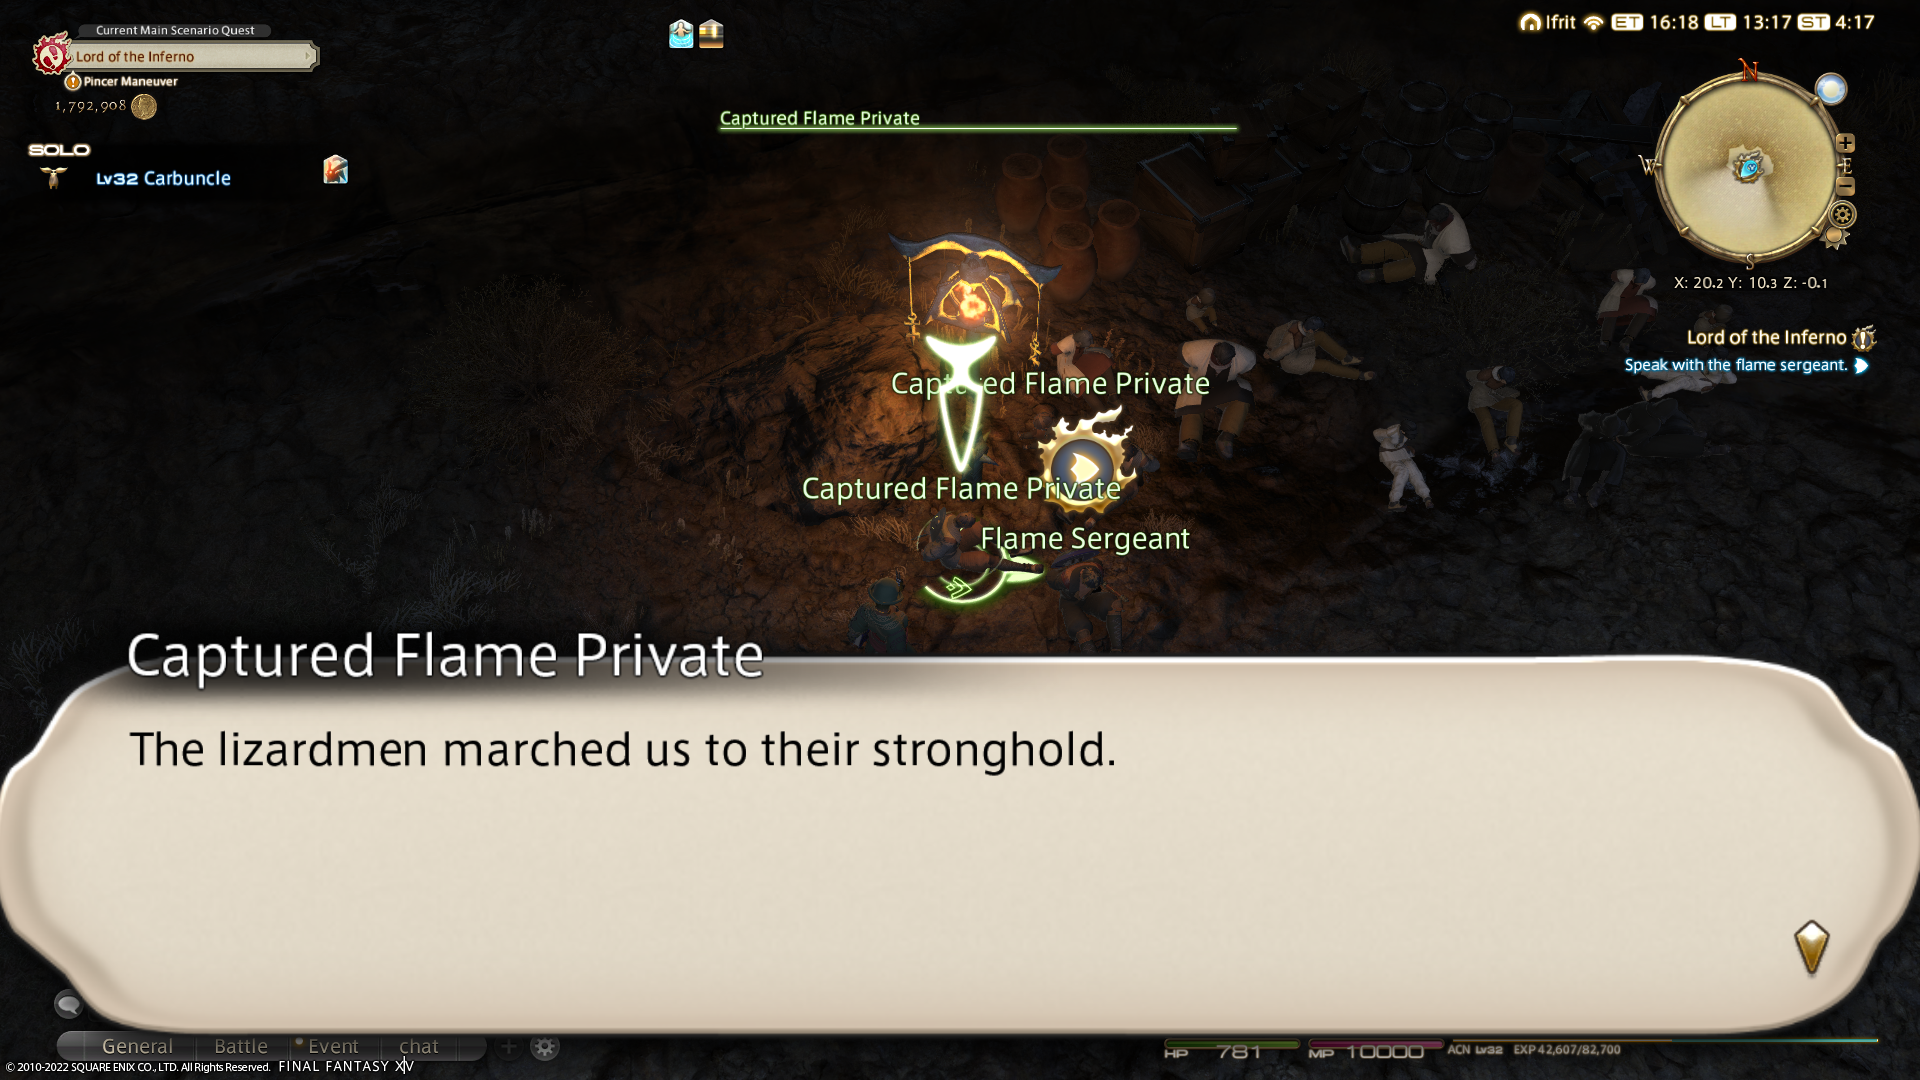 Current Main Scenario Quest
Lord of the Inferno
Pincer Maneuver
1,792,908
SOLO
Lv32 Carbuncle
Captured Flame Private
Ifrit ET 16:18 LT 13:17 ST 4:17
N
W
E
S
X: 20.2 Y: 10.3 Z: -0.1
Lord of the Inferno
Speak with the flame sergeant.
Captured Flame Private
Captured Flame Private
Flame Sergeant
Captured Flame Private
The lizardmen marched us to their stronghold.
General Battle Event chat
HP 781 MP 10000 ACN Lv32 EXP 42,607/82,700
© 2010-2022 SQUARE ENIX CO., LTD. All Rights Reserved. FINAL FANTASY XIV